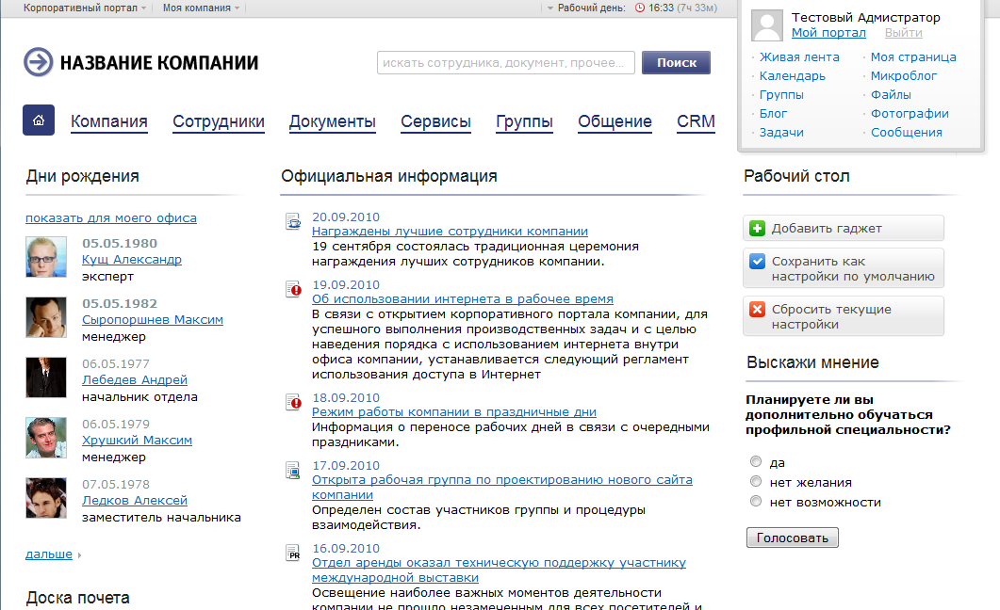 Корпоративный портал
Моя компания
Рабочий день: 16:33 (7ч 33м)
Тестовый Адмистратор
Мой портал Выйти
Живая лента
Моя страница
Календарь
Микроблог
Группы
Файлы
Блог
Фотографии
Задачи
Сообщения
НАЗВАНИЕ КОМПАНИИ
искать сотрудника, документ, прочее...
Поиск
Компания
Сотрудники
Документы
Сервисы
Группы
Общение
CRM
Дни рождения
показать для моего офиса
05.05.1980
Кущ Александр
эксперт
05.05.1982
Сыропоршнев Максим
менеджер
06.05.1977
Лебедев Андрей
начальник отдела
06.05.1979
Хрушкий Максим
менеджер
07.05.1978
Ледков Алексей
заместитель начальника
дальше
Доска почета
Официальная информация
20.09.2010
Награждены лучшие сотрудники компании
19 сентября состоялась традиционная церемония
награждения лучших сотрудников компании.
19.09.2010
Об использовании интернета в рабочее время
В связи с открытием корпоративного портала компании, для
успешного выполнения производственных задач и с целью
наведения порядка с использованием интернета внутри
офиса компании, устанавливается следующий регламент
использования доступа в Интернет
18.09.2010
Режим работы компании в праздничные дни
Информация о переносе рабочих дней в связи с очередными
праздниками.
17.09.2010
Открыта рабочая группа по проектированию нового сайта
компании
Определен состав участников группы и процедуры
взаимодействия.
PR
16.09.2010
Отдел аренды оказал техническую поддержку участнику
международной выставки
Освещение наиболее важных моментов деятельности
компании не прошло незамеченным для всех посетителей и
Рабочий стол
Добавить гаджет
Сохранить как
настройки по умолчанию
Сбросить текущие
настройки
Выскажи мнение
Планируете ли вы
дополнительно обучаться
профильной специальности?
да
нет желания
нет возможности
Голосовать